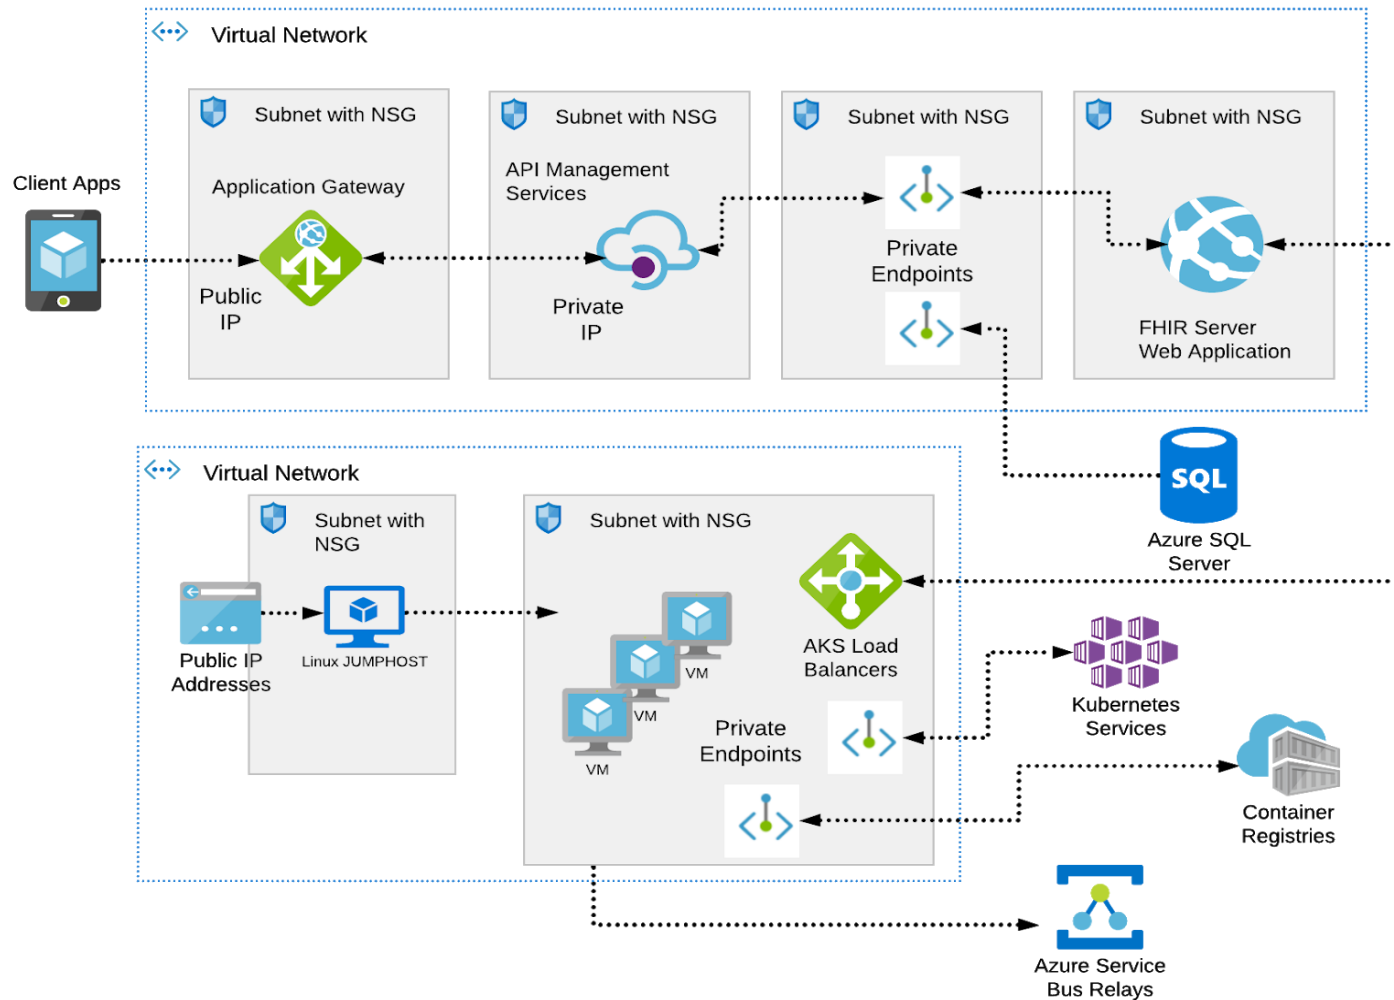 Virtual Network
Subnet with NSG
Subnet with NSG
Subnet with NSG
Subnet with NSG
Client Apps
Application Gateway
API Management
Services
Public
IP
Private
IP
Private
Endpoints
FHIR Server
Web Application
Virtual Network
Subnet with
NSG
Subnet with NSG
SQL
Azure SQL
Server
Public IP
Addresses
Linux JUMPHOST
VM
VM
VM
AKS Load
Balancers
Private
Endpoints
Kubernetes
Services
Container
Registries
Azure Service
Bus Relays